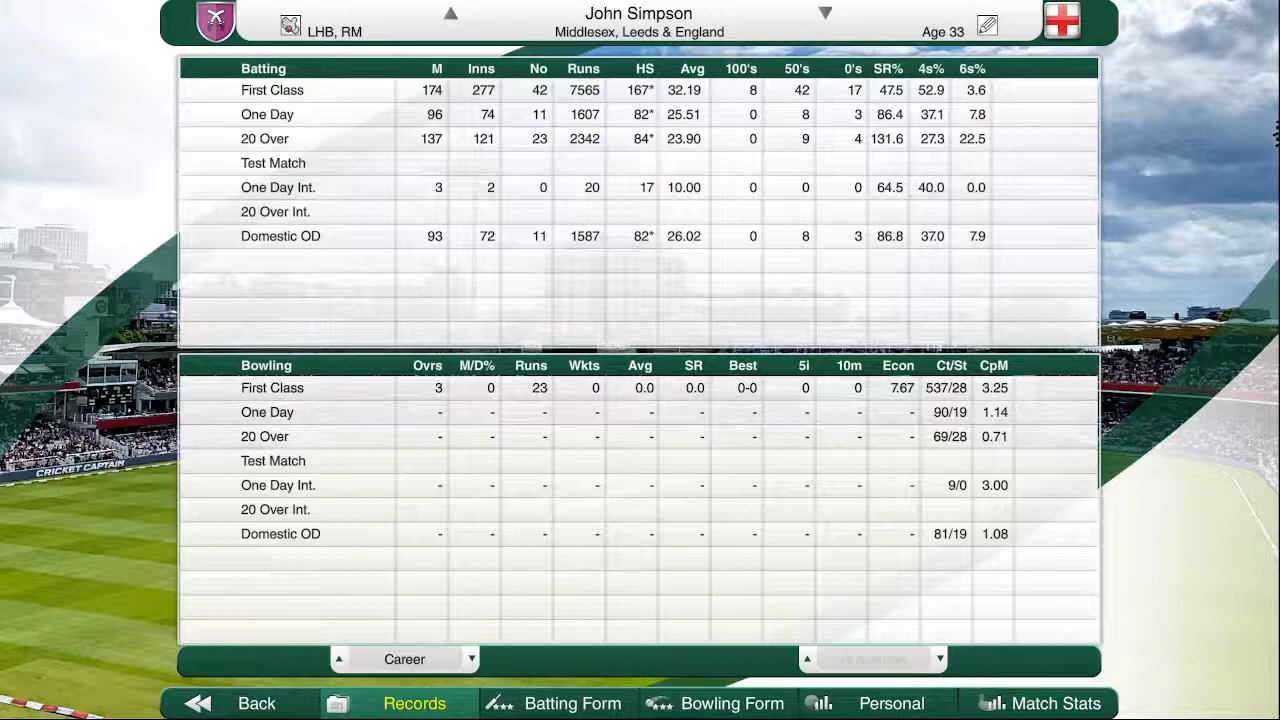 John Simpson
LHB, RM Middlesex, Leeds & England Age 33
Batting M Inns No Runs HS Avg 100's 50's 0's SR% 4s% 6s%
First Class 174 277 42 7565 167* 32.19 8 42 17 47.5 52.9 3.6
One Day 96 74 11 1607 82* 25.51 0 8 3 86.4 37.1 7.8
20 Over 137 121 23 2342 84* 23.90 0 9 4 131.6 27.3 22.5
Test Match
One Day Int. 3 2 0 20 17 10.00 0 0 0 64.5 40.0 0.0
20 Over Int.
Domestic OD 93 72 11 1587 82* 26.02 0 8 3 86.8 37.0 7.9
Bowling Ovrs M/D% Runs Wkts Avg SR Best 5i 10m Econ Ct/St CpM
First Class 3 0 23 0 0.0 0.0 0-0 0 0 7.67 537/28 3.25
One Day - - - - - - - - - - 90/19 1.14
20 Over - - - - - - - - - - 69/28 0.71
Test Match
One Day Int. - - - - - - - - - - 9/0 3.00
20 Over Int.
Domestic OD - - - - - - - - - - 81/19 1.08
CRICKET CAPTAIN
Career
Back Records Batting Form Bowling Form Personal Match Stats